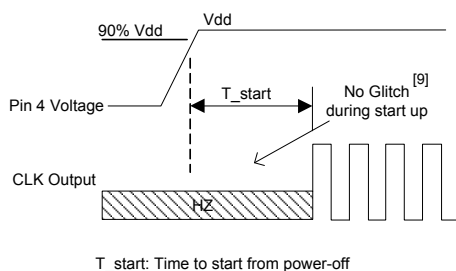 Vdd
90% Vdd
T_start
No Glitch [9]
during start up
Pin 4 Voltage
CLK Output
HZ
T_start: Time to start from power-off